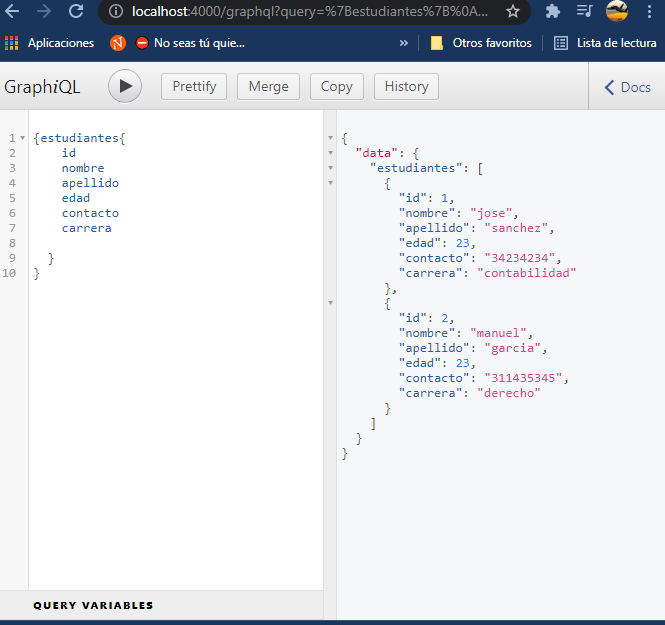 localhost:4000/graphql?query=%7Bestudiantes%7B%0A...
Aplicaciones N No seas tú quie... » Otros favoritos Lista de lectura
GraphiQL Prettify Merge Copy History Docs
1 {estudiantes{
2 id
3 nombre
4 apellido
5 edad
6 contacto
7 carrera
8
9 }
10 }
{
"data": {
"estudiantes": [
{
"id": 1,
"nombre": "jose",
"apellido": "sanchez",
"edad": 23,
"contacto": "34234234",
"carrera": "contabilidad"
},
{
"id": 2,
"nombre": "manuel",
"apellido": "garcia",
"edad": 23,
"contacto": "311435345",
"carrera": "derecho"
}
]
}
}
QUERY VARIABLES